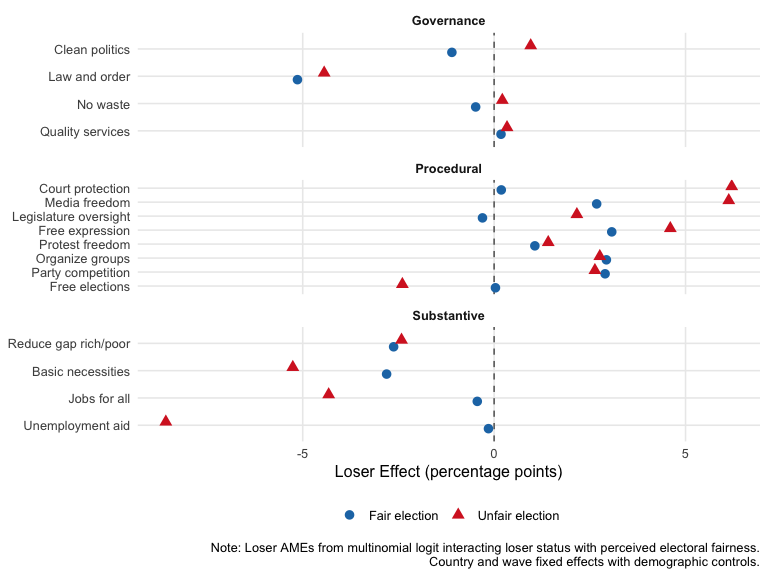 Governance
Clean politics
Law and order
No waste
Quality services
Procedural
Court protection
Media freedom
Legislature oversight
Free expression
Protest freedom
Organize groups
Party competition
Free elections
Substantive
Reduce gap rich/poor
Basic necessities
Jobs for all
Unemployment aid
-5 0 5
Loser Effect (percentage points)
Fair election Unfair election
Note: Loser AMEs from multinomial logit interacting loser status with perceived electoral fairness.
Country and wave fixed effects with demographic controls.